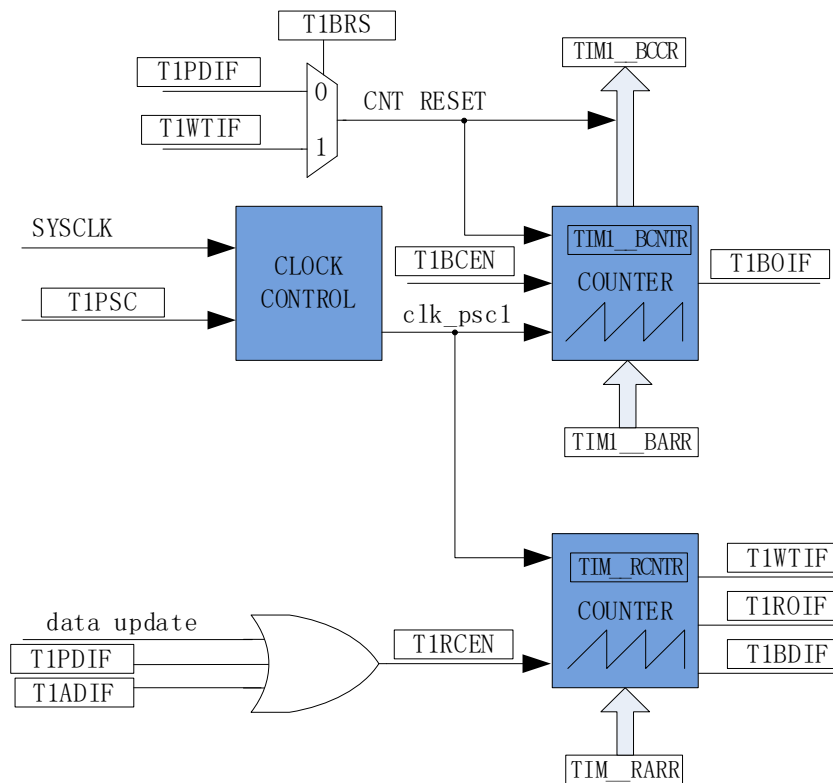 T1BRS
T1PDIF
0
T1WTIF
1
CNT RESET
TIM1__BCCR
SYSCLK
T1PSC
CLOCK
CONTROL
T1BCEN
clk_psc1
TIM1__BCNTR
COUNTER
T1BOIF
TIM1__BARR
data update
T1PDIF
T1ADIF
T1RCEN
TIM__RCNTR
COUNTER
T1WTIF
T1ROIF
T1BDIF
TIM__RARR